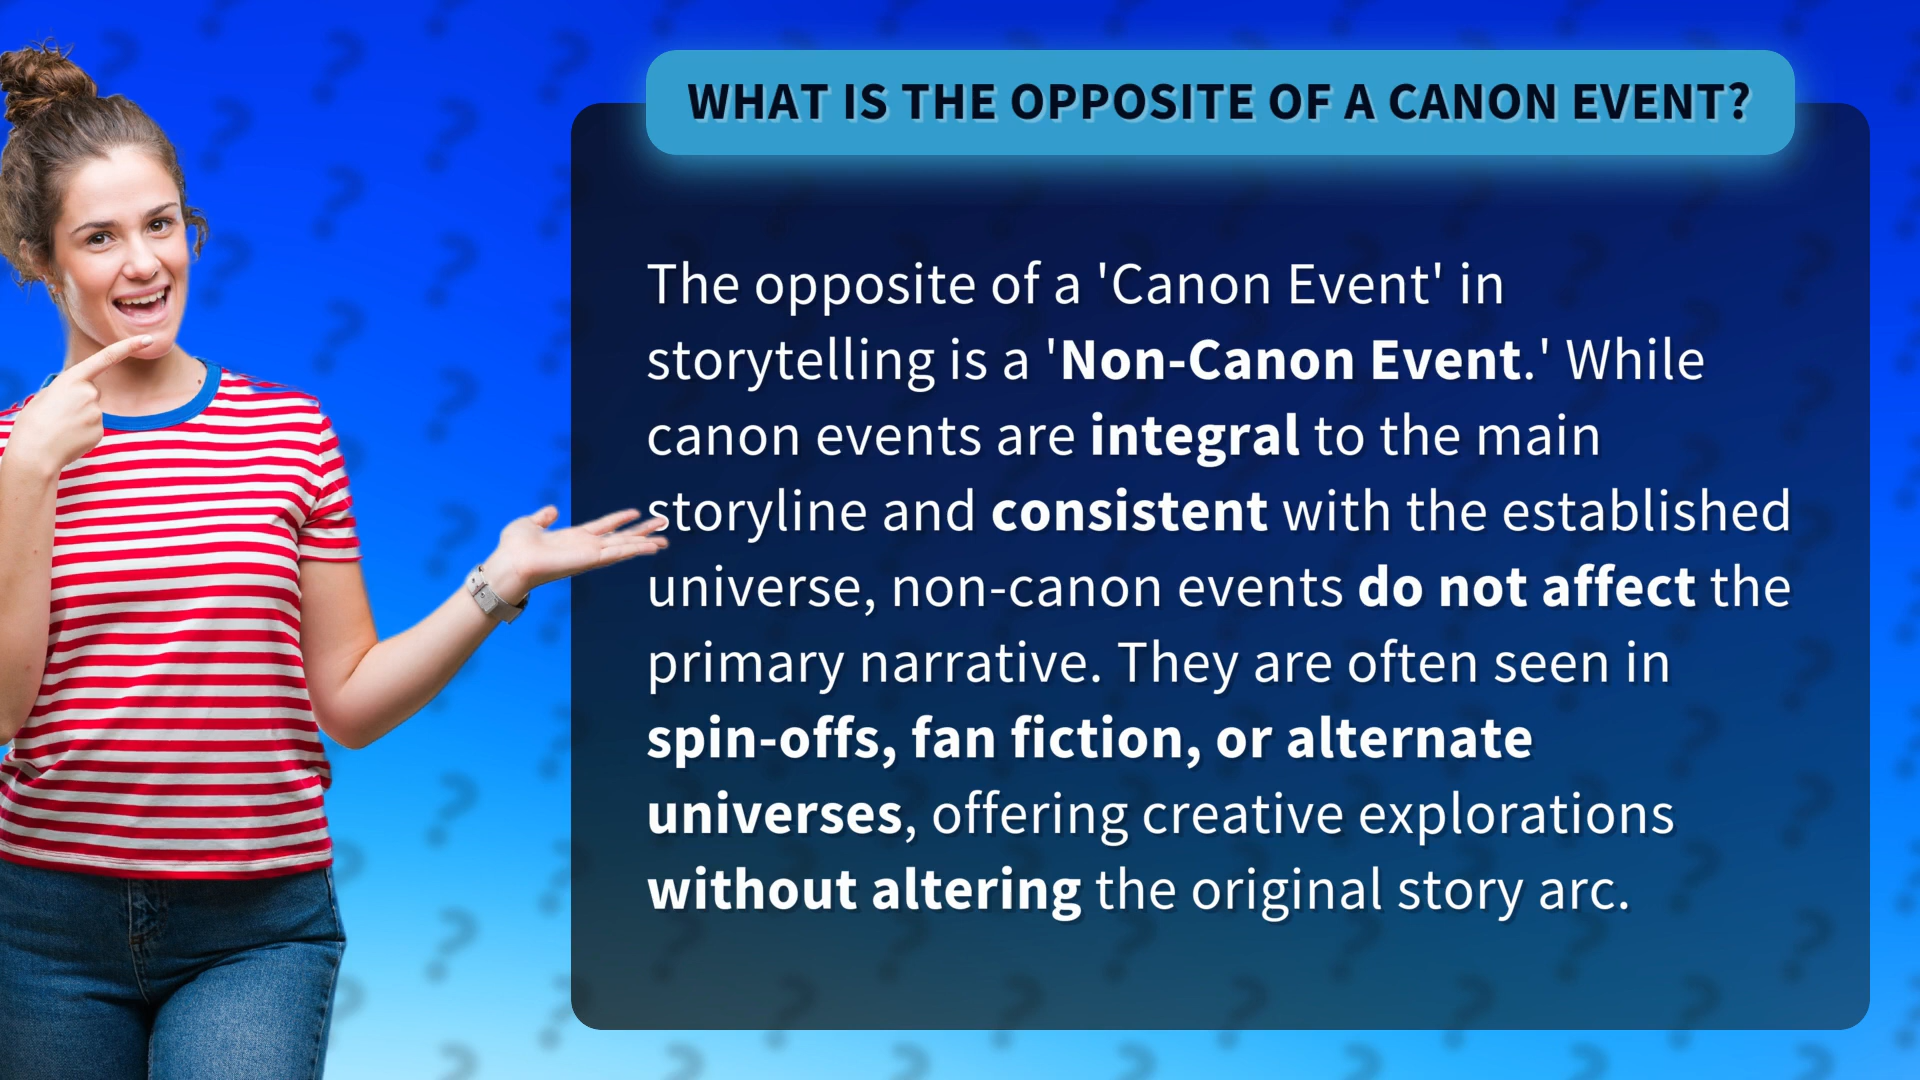 WHAT IS THE OPPOSITE OF A CANON EVENT?
The opposite of a 'Canon Event' in
storytelling is a 'Non-Canon Event.' While
canon events are integral to the main
storyline and consistent with the established
universe, non-canon events do not affect the
primary narrative. They are often seen in
spin-offs, fan fiction, or alternate
universes, offering creative explorations
without altering the original story arc.